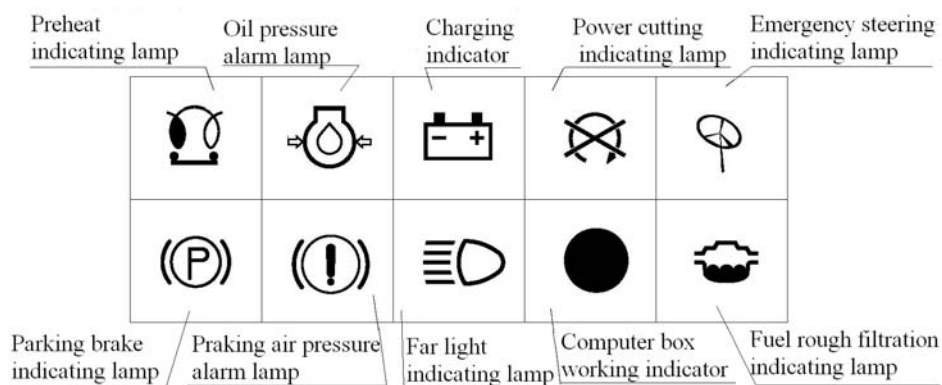 Preheat
indicating lamp
Oil pressure
alarm lamp
Charging
indicator
Power cutting
indicating lamp
Emergency steering
indicating lamp
P
Parking brake
indicating lamp
Praking air pressure
alarm lamp
Far light
indicating lamp
Computer box
working indicator
Fuel rough filtration
indicating lamp